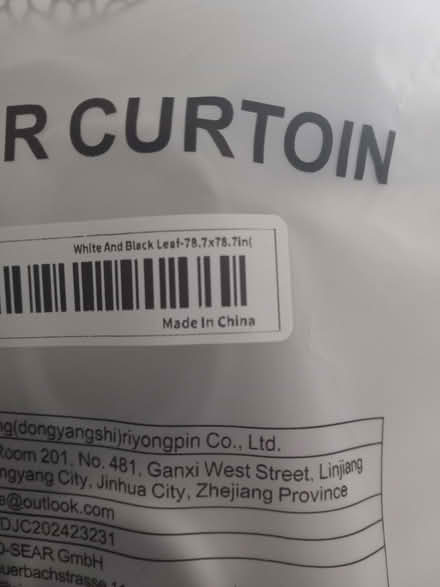 R CURTOIN
White And Black Leaf-78.7x78.7in(
Made In China
ng(dongyangshi)riyongpin Co., Ltd.
Room 201, No. 481, Ganxi West Street, Linjiang
ngyang City, Jinhua City, Zhejiang Province
@outlook.com
DJC202423231
-SEAR GmbH